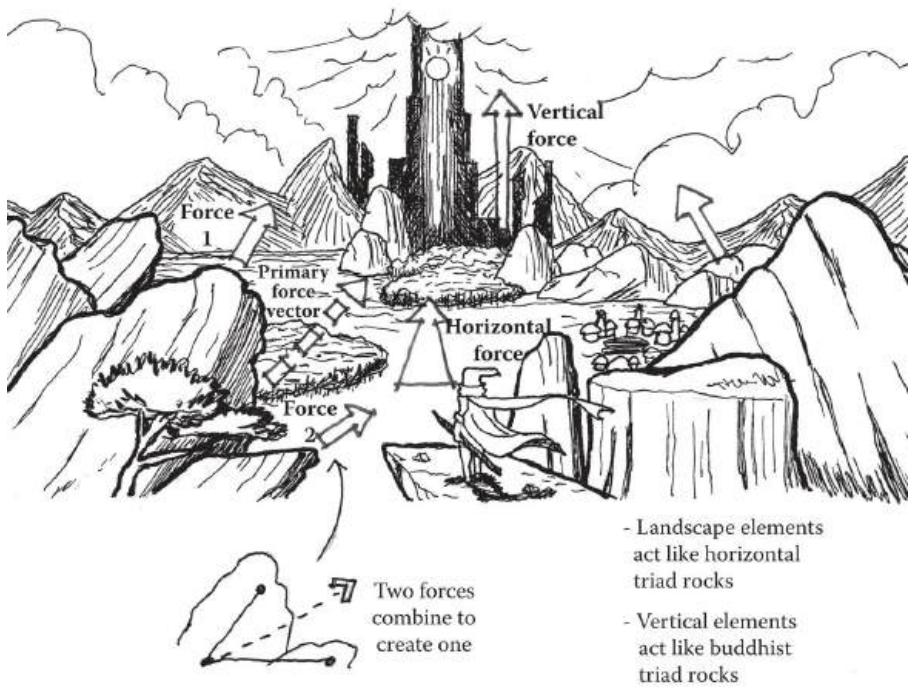 Vertical
force
Force
1
Primary
force
vector
Horizontal
force
Force
2
Two forces
combine to
create one
- Landscape elements
act like horizontal
triad rocks
- Vertical elements
act like buddhist
triad rocks